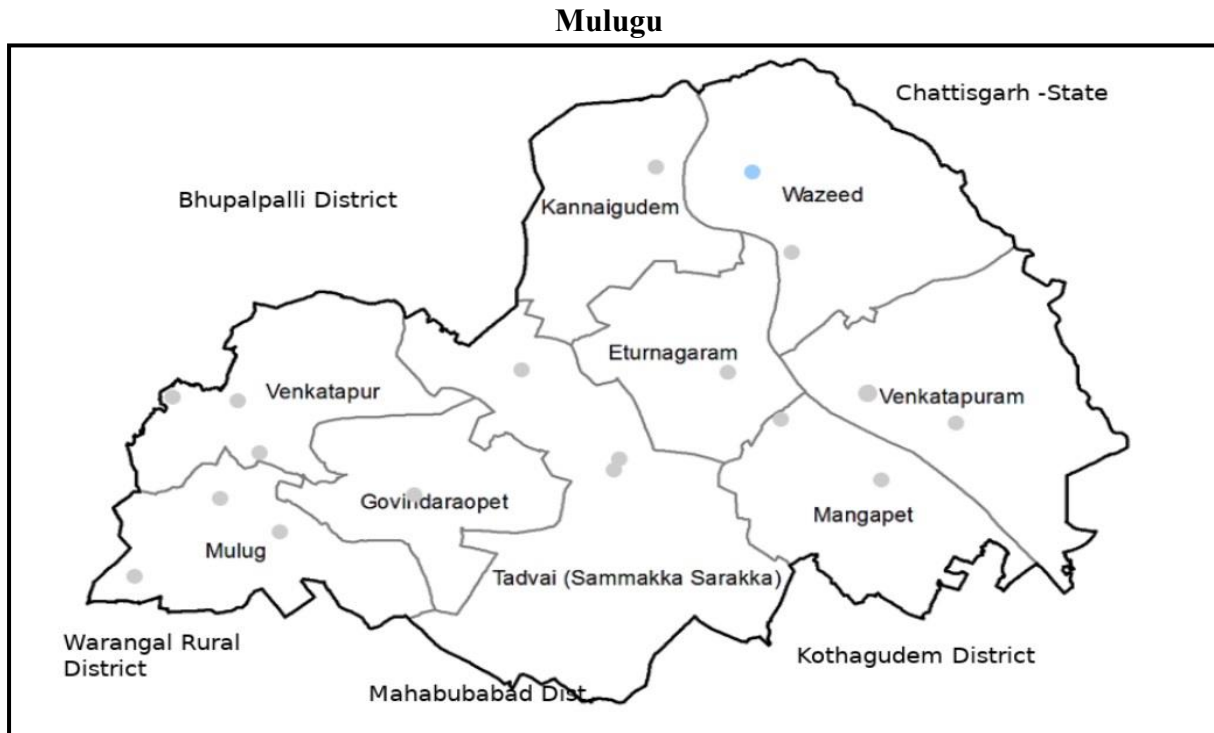 Mulugu
Chattisgarh -State
Bhupalpalli District
Wazeed
Kannaigudem
Eturnagaram
Venkatapur
Venkatapuram
Govindaraopet
Mangapet
Mulug
Tadvai (Sammakka Sarakka)
Warangal Rural
District
Kothagudem District
Mahabubabad Dist